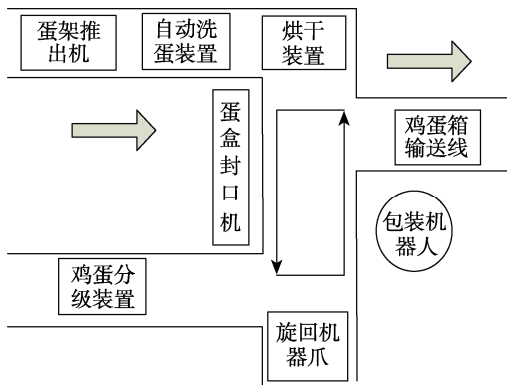 蛋架推
出机
自动洗
蛋装置
烘干
装置
蛋
盒
封
口
机
鸡蛋箱
输送线
包装机
器人
鸡蛋分
级装置
旋回机
器爪